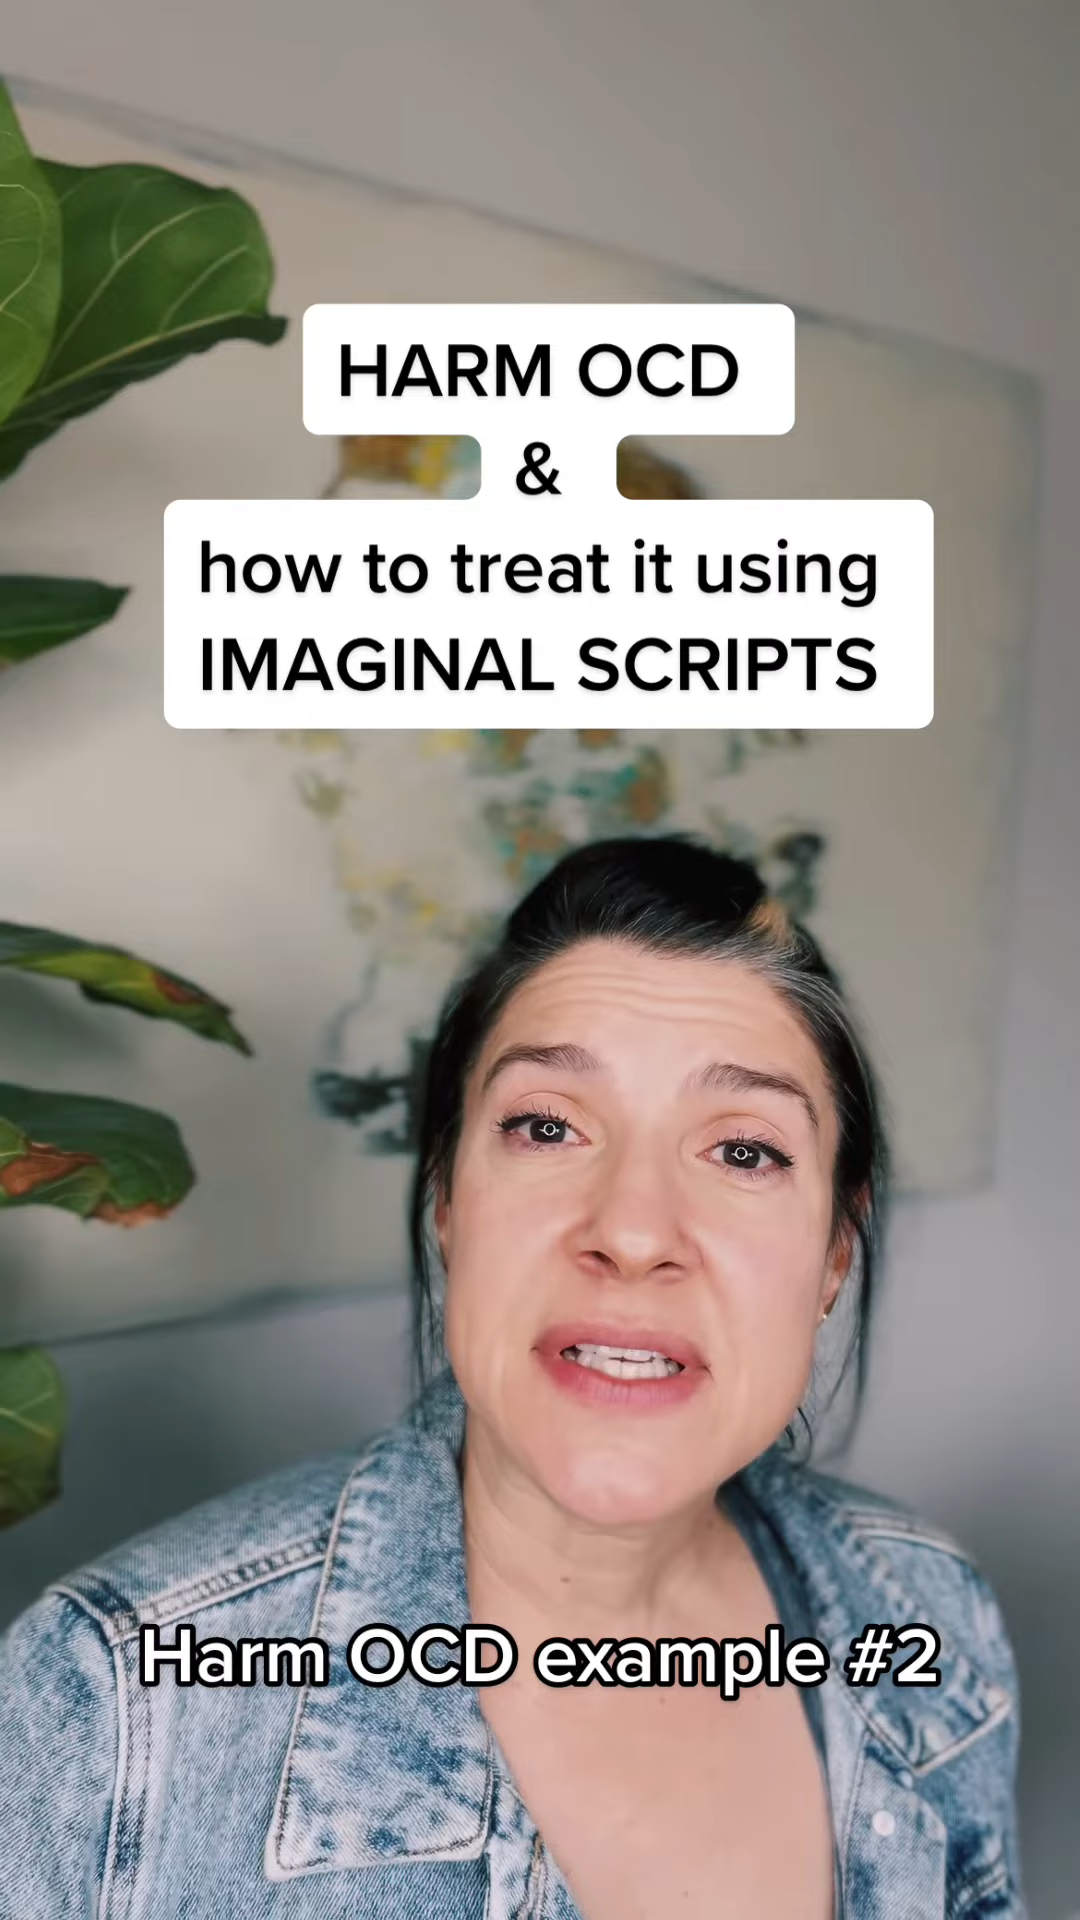 HARM OCD
&
how to treat it using
IMAGINAL SCRIPTS
Harm OCD example #2